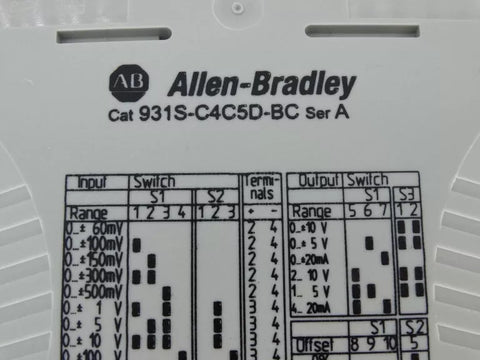 AB Allen-Bradley
Cat 931S-C4C5D-BC Ser A
Input Switch Termi-nals
S1 S2
Range 1 2 3 4 1 2 3 + -
0...± 60mV 2 4
0...±100mV 2 4
0...±150mV 2 4
0...±300mV 2 4
0...±500mV 2 4
0...± 1 V 3 4
0...± 5 V 3 4
0...± 10 V 3 4
0...±100 V
Output Switch
S1 S3
Range 5 6 7 1 2
0...±10 V
0...± 5 V
0...±20mA
2...10 V
1... 5 V
4...20mA
S1 S2
Offset 8 9 10 5